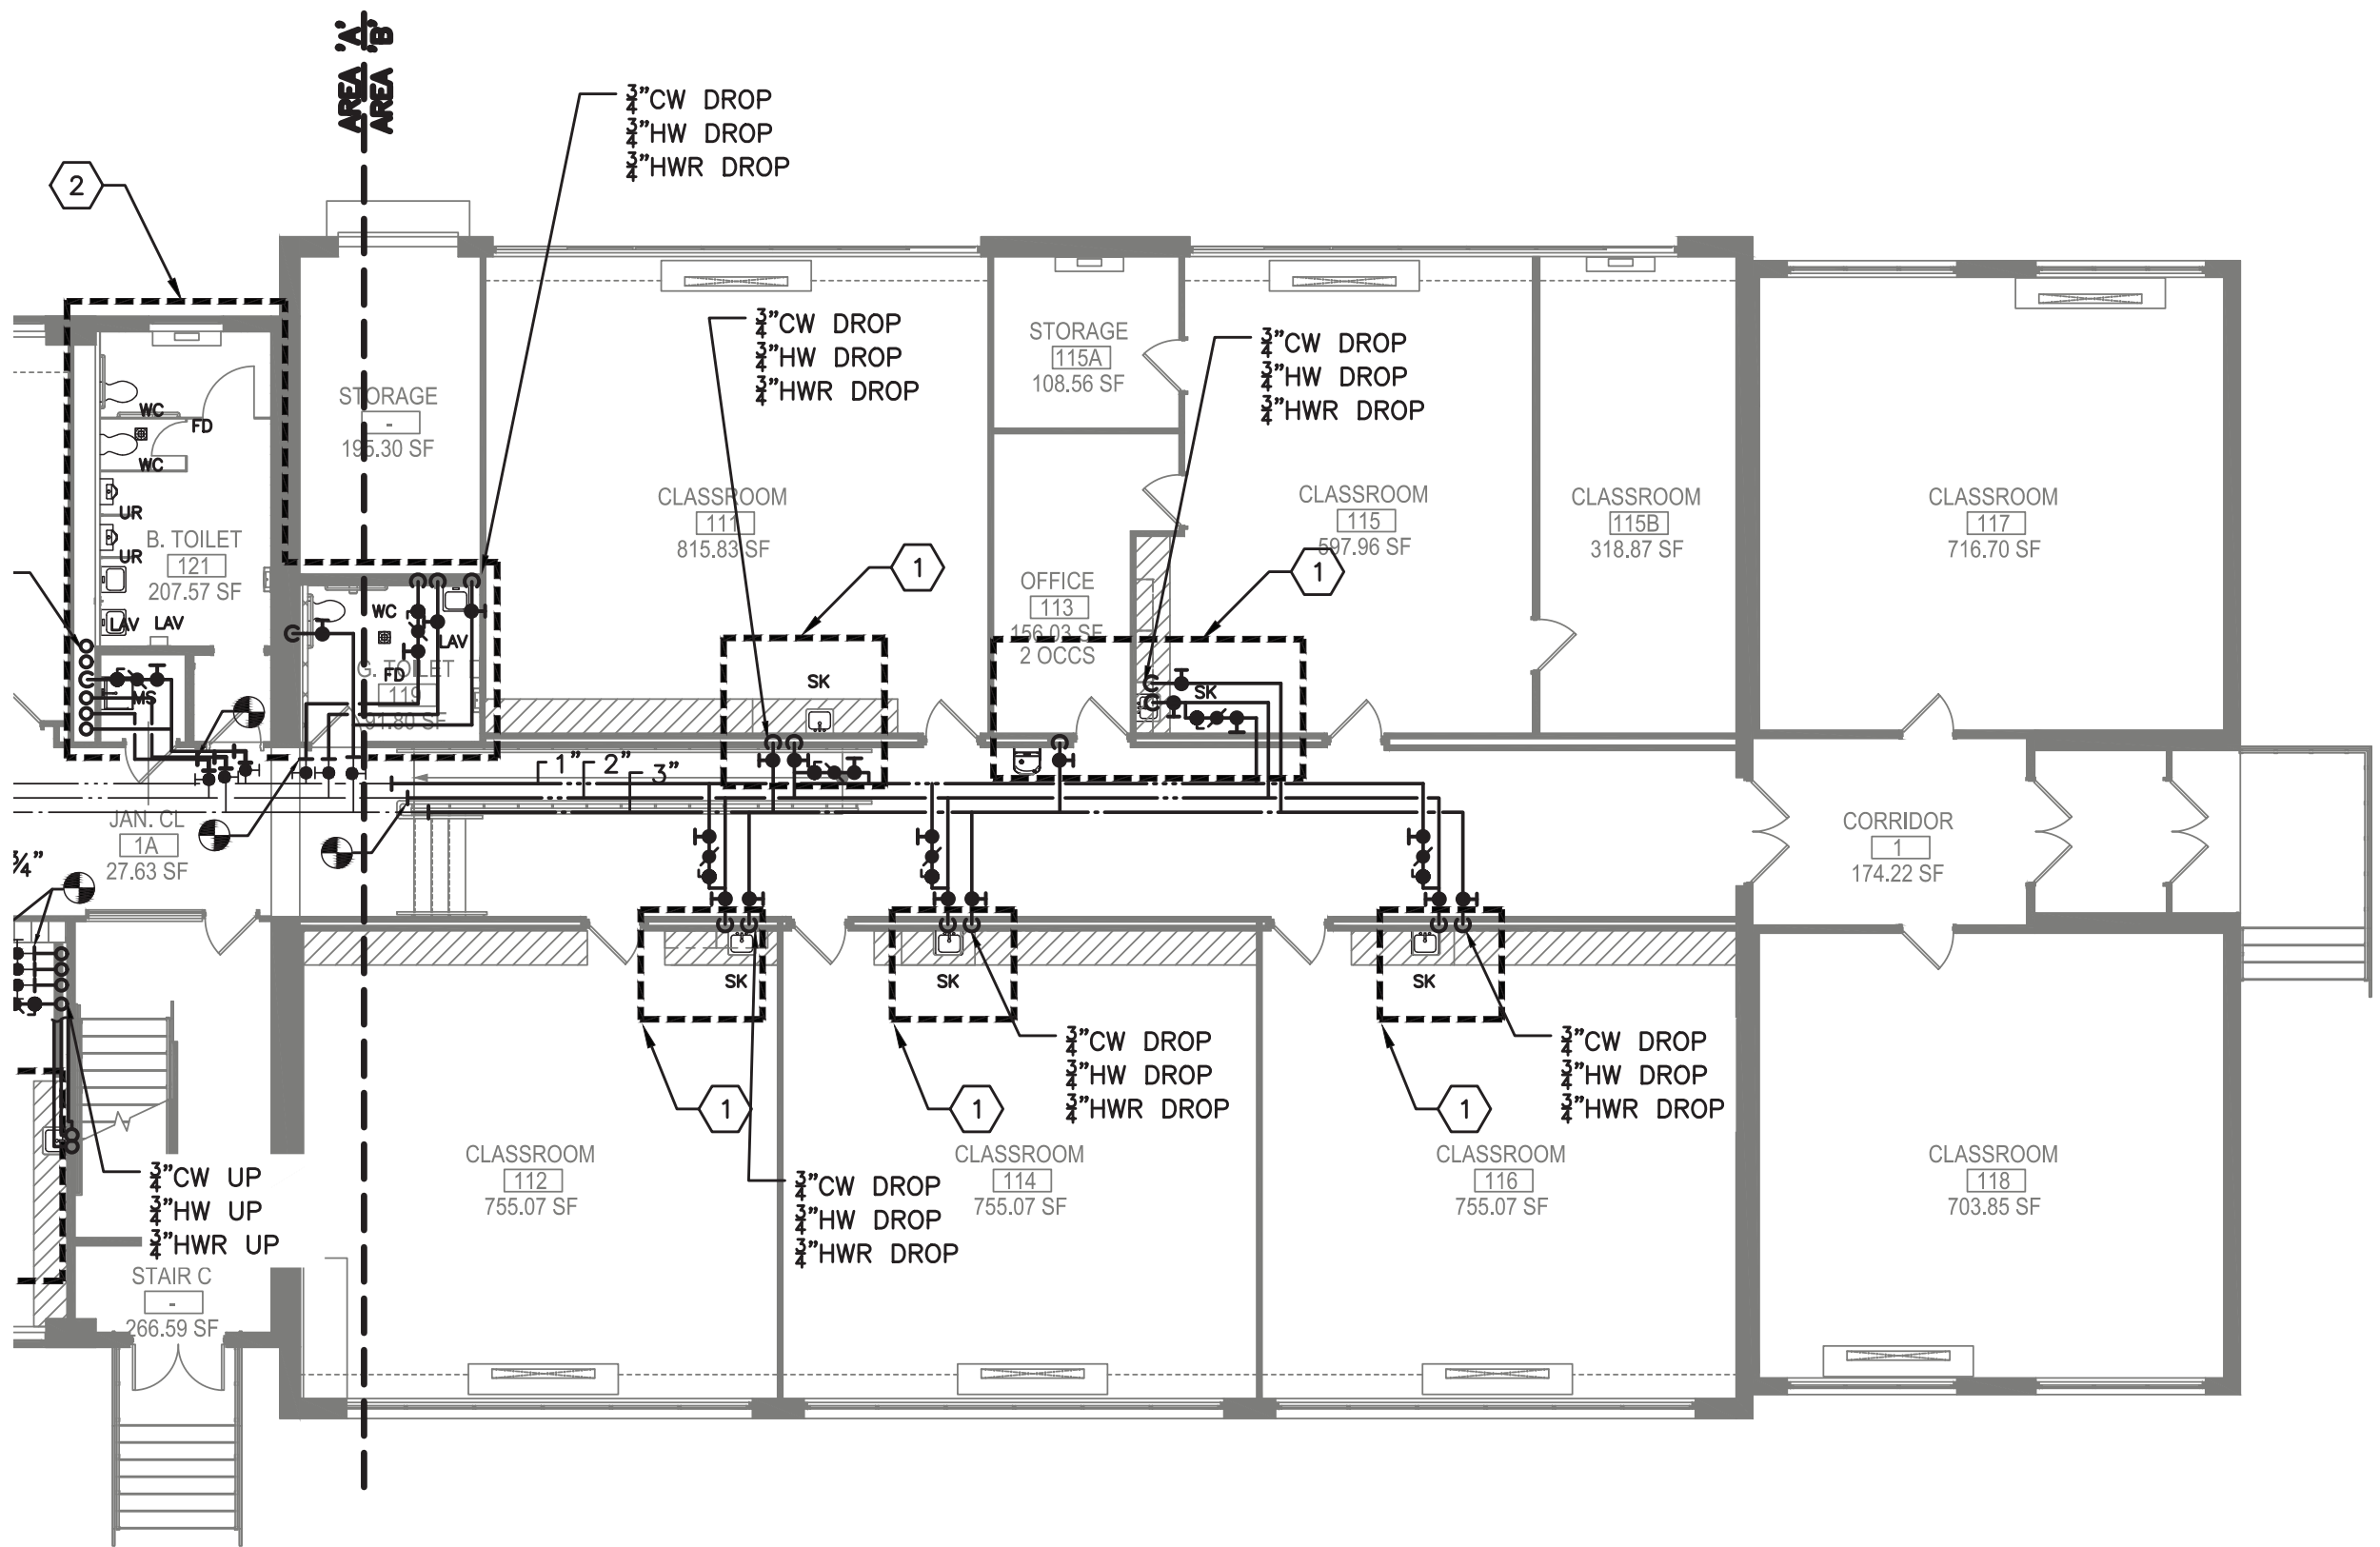 AREA 'A'
AREA 'B'
2
¾"CW DROP
¾"HW DROP
¾"HWR DROP
¾"CW DROP
¾"HW DROP
¾"HWR DROP
¾"CW DROP
¾"HW DROP
¾"HWR DROP
STORAGE
115A
108.56 SF
STORAGE
-
195.30 SF
WC
FD
WC
UR
UR
B. TOILET
121
207.57 SF
LAV
LAV
MS
CLASSROOM
111
815.83 SF
CLASSROOM
115
597.96 SF
CLASSROOM
115B
318.87 SF
CLASSROOM
117
716.70 SF
1
1
OFFICE
113
156.03 SF
2 OCCS
WC
LAV
FD
G. TOILET
119
91.80 SF
SK
SK
1"
2"
3"
JAN. CL
1A
27.63 SF
¾"
CORRIDOR
1
174.22 SF
SK
SK
SK
¾"CW DROP
¾"HW DROP
¾"HWR DROP
¾"CW DROP
¾"HW DROP
¾"HWR DROP
1
1
1
CLASSROOM
112
755.07 SF
CLASSROOM
114
755.07 SF
CLASSROOM
116
755.07 SF
CLASSROOM
118
703.85 SF
¾"CW UP
¾"HW UP
¾"HWR UP
¾"CW DROP
¾"HW DROP
¾"HWR DROP
STAIR C
-
266.59 SF